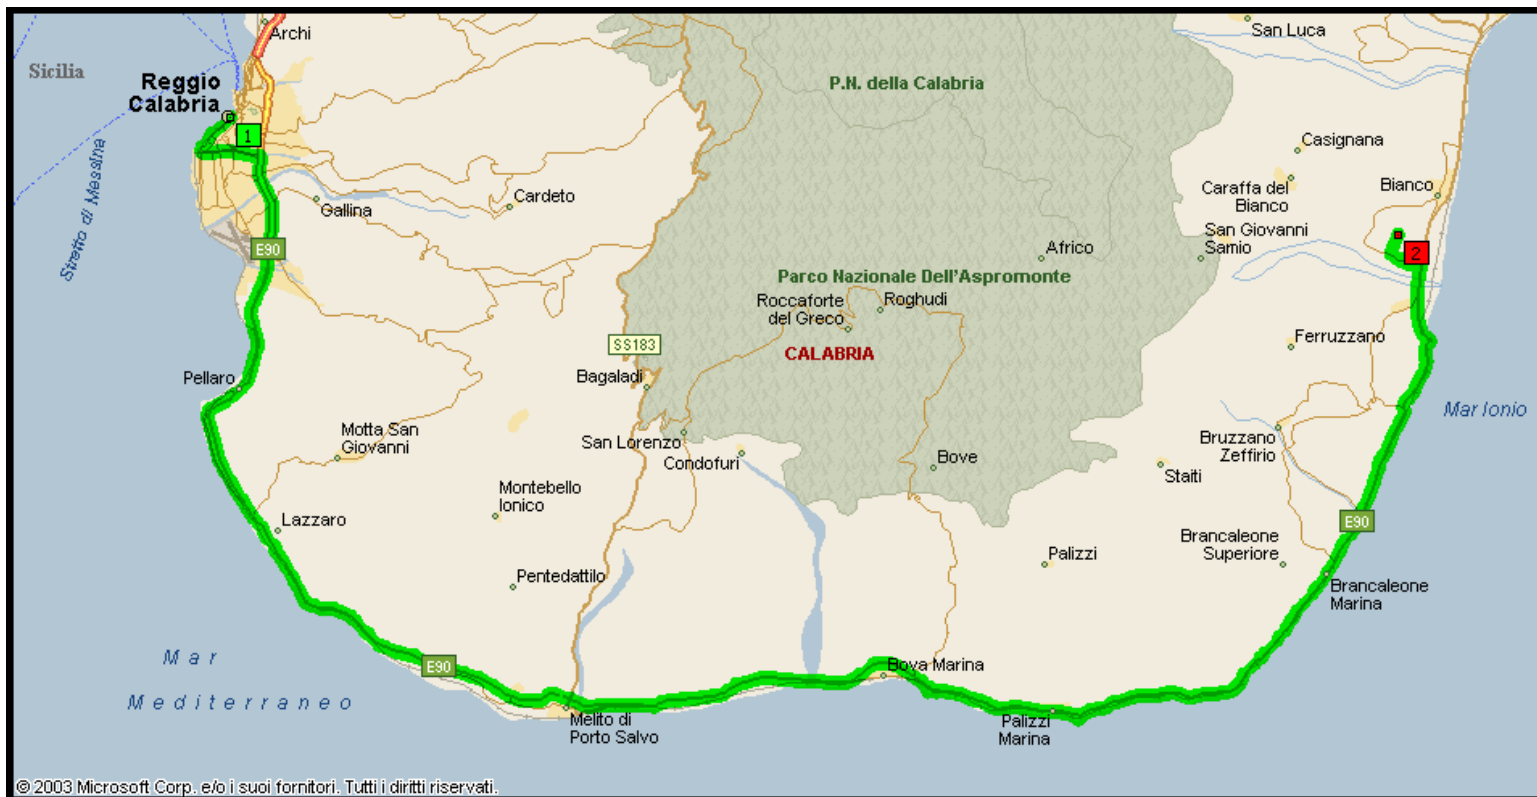 Archi
San Luca
Sicilia
Reggio
Calabria
P.N. della Calabria
1
Casignana
Stretto di Messina
Caraffa del
Bianco
Bianco
Cardeto
Gallina
San Giovanni
Samio
Africo
E90
2
Parco Nazionale Dell'Aspromonte
Roccaforte
del Greco
Roghudi
SS183
CALABRIA
Ferruzzano
Pellaro
Bagaladi
Mar Ionio
Motta San
Giovanni
San Lorenzo
Condofuri
Bove
Bruzzano
Zeffirio
Staiti
Montebello
Ionico
Lazzaro
E90
Brancaleone
Superiore
Palizzi
Pentedattilo
Brancaleone
Marina
Mar
Mediterraneo
E90
Bova Marina
Melito di
Porto Salvo
Palizzi
Marina
© 2003 Microsoft Corp. e/o i suoi fornitori. Tutti i diritti riservati.